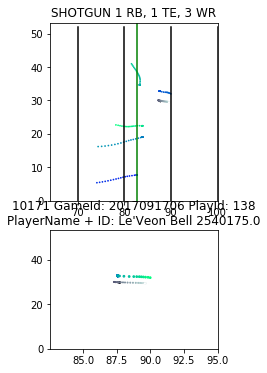 SHOTGUN 1 RB, 1 TE, 3 WR
50
40
30
20
10
0
70 80 90 100
10171 GameId: 2017091706 PlayId: 138
PlayerName + ID: Le'Veon Bell 2540175.0
40
20
0
85.0 87.5 90.0 92.5 95.0